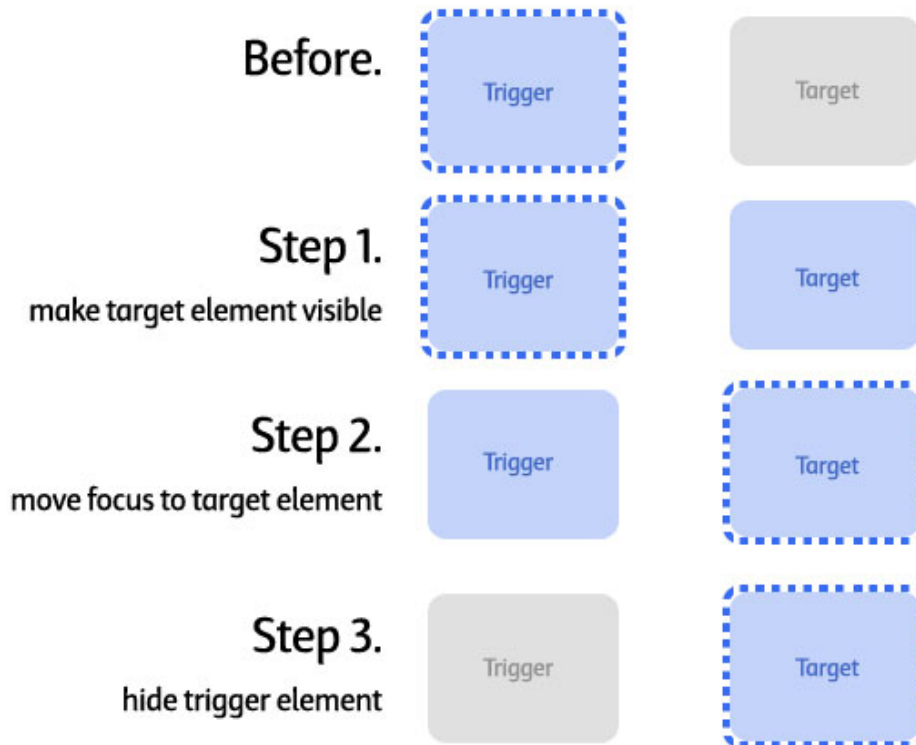 Before.
Trigger
Target
Step 1.
make target element visible
Trigger
Target
Step 2.
move focus to target element
Trigger
Target
Step 3.
hide trigger element
Trigger
Target